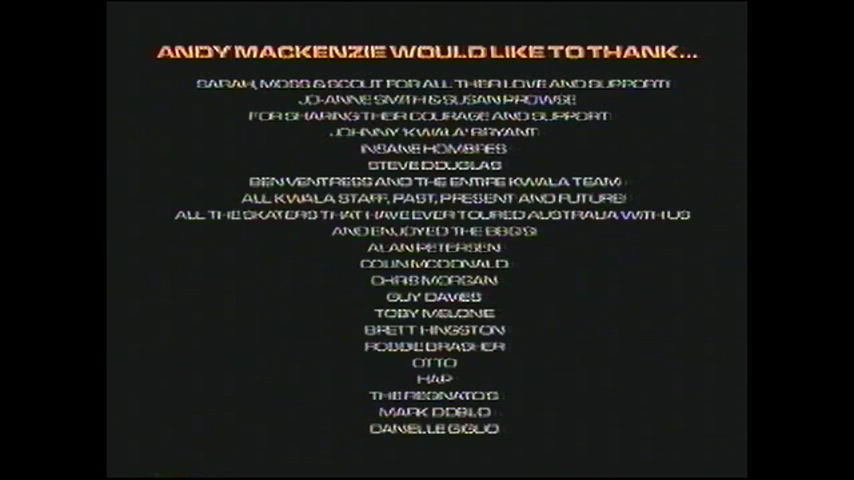 ANDY MACKENZIE WOULD LIKE TO THANK...
SARAH, MOSS & SCOUT FOR ALL THEIR LOVE AND SUPPORT!
JO-ANNE SMITH & SUSAN PROWSE
FOR SHARING THEIR COURAGE AND SUPPORT
JOHNNY 'KWALA' BRYANT
INSANE HOMBRES
STEVE DOUGLAS
BEN VENTRESS AND THE ENTIRE KWALA TEAM
ALL KWALA STAFF, PAST, PRESENT AND FUTURE!
ALL THE SKATERS THAT HAVE EVER TOURED AUSTRALIA WITH US
AND ENJOYED THE BBQ'S!
ALAN PETERSEN
COLIN MCDONALD
CHRIS MORGAN
GUY DAVIES
TOBY MELONIE
BRETT HINGSTON
ROBBIE BRASHER
OTTO
HAP
THE
MARK
DANIELLE GIGLIO